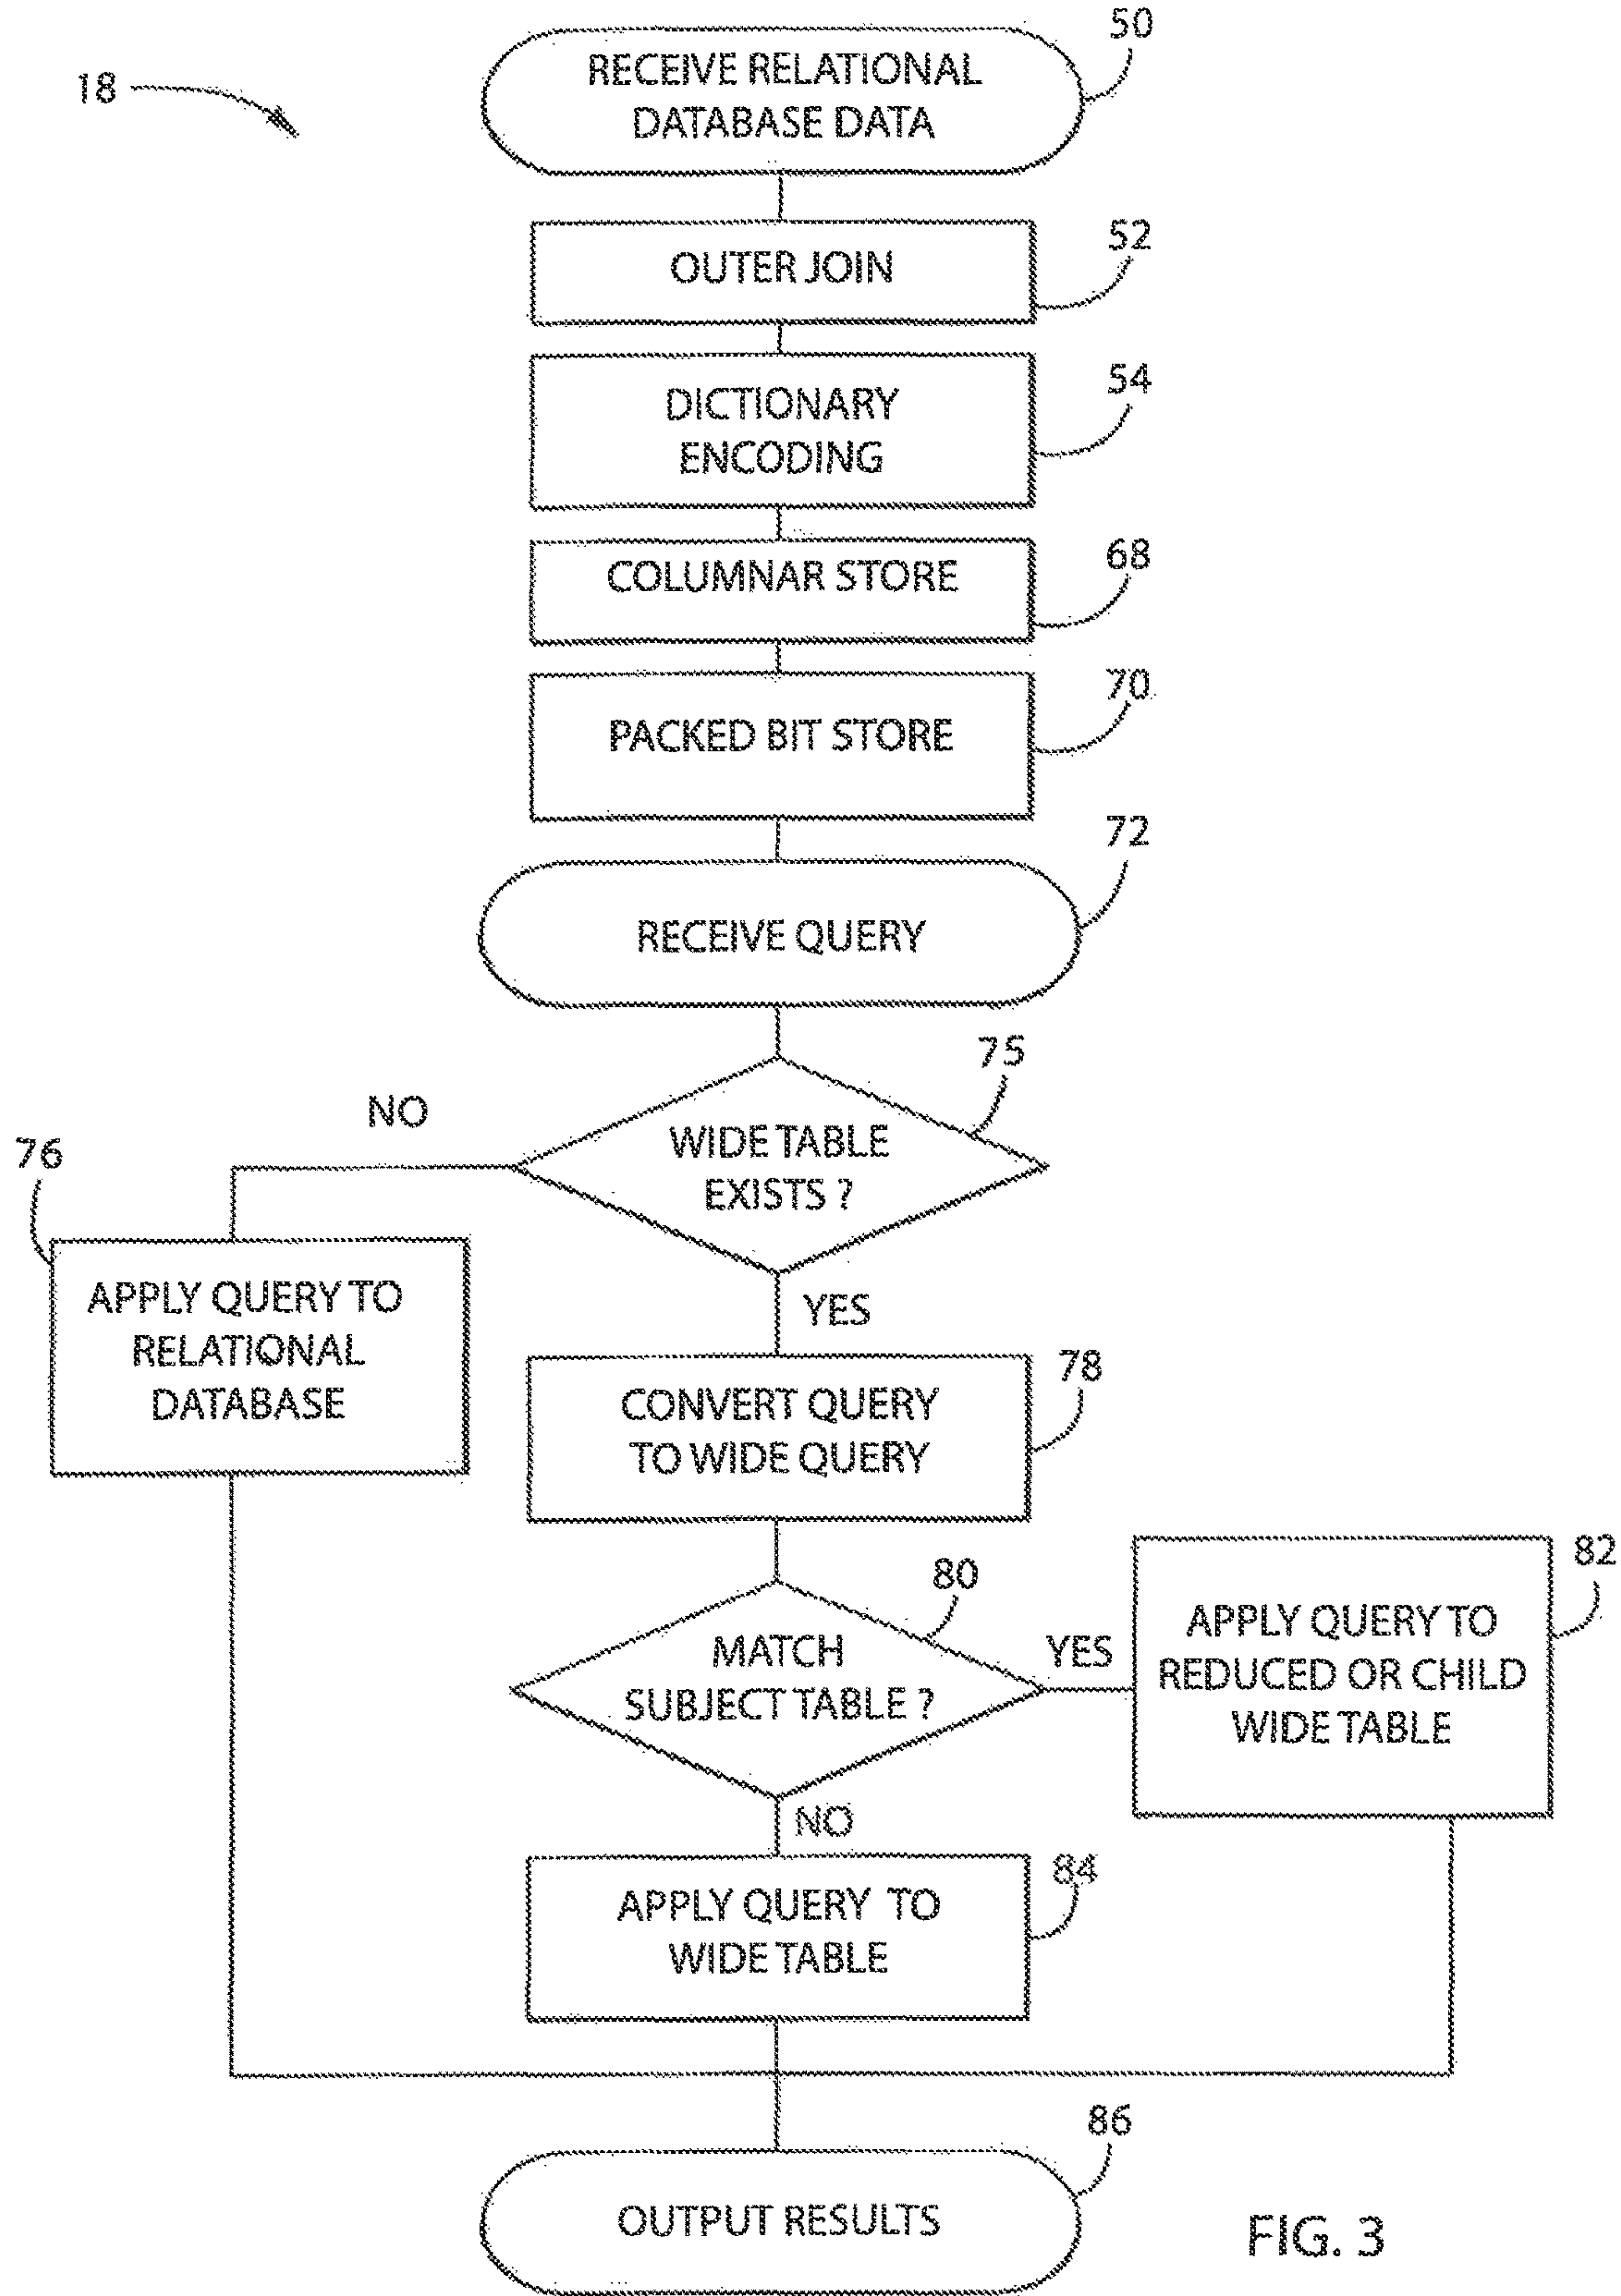 50
18
RECEIVE RELATIONAL
DATABASE DATA
52
OUTER JOIN
54
DICTIONARY
ENCODING
68
COLUMNAR STORE
70
PACKED BIT STORE
72
RECEIVE QUERY
75
NO
WIDE TABLE
EXISTS ?
76
APPLY QUERY TO
RELATIONAL
DATABASE
YES
78
CONVERT QUERY
TO WIDE QUERY
80
82
MATCH
SUBJECT TABLE ?
YES
APPLY QUERY TO
REDUCED OR CHILD
WIDE TABLE
NO
84
APPLY QUERY TO
WIDE TABLE
86
OUTPUT RESULTS
FIG. 3